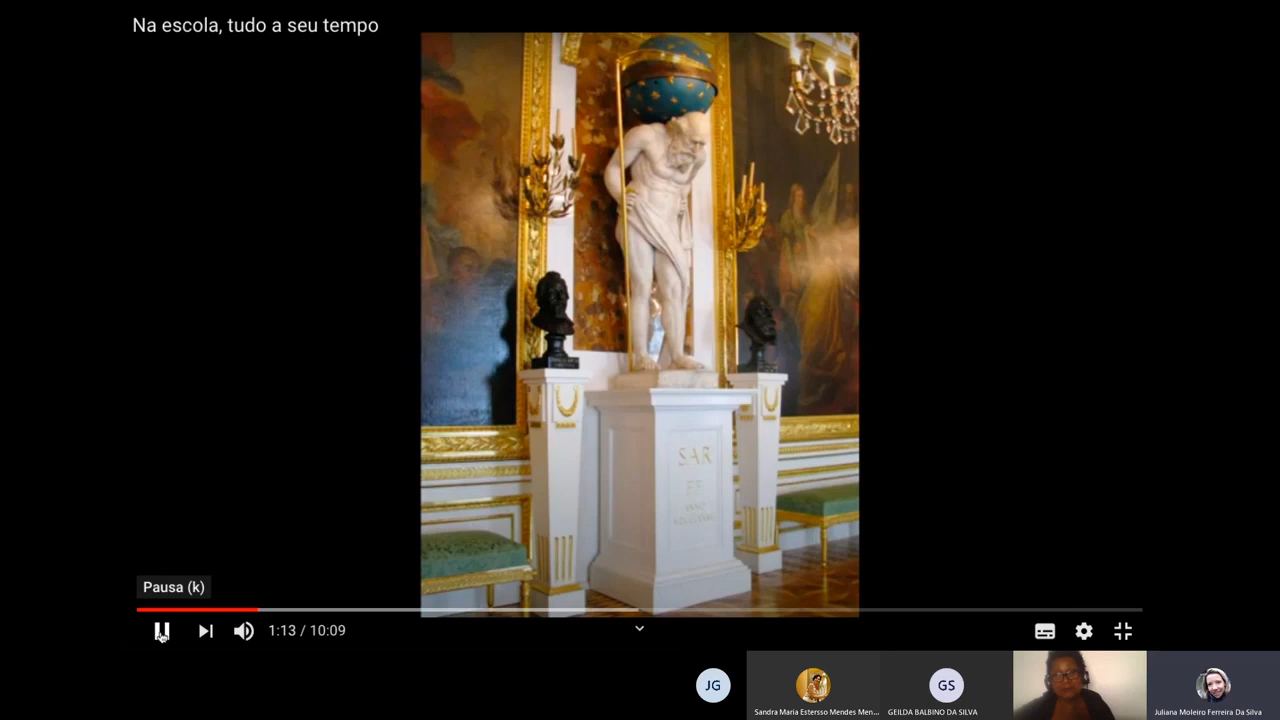 Na escola, tudo a seu tempo
SAR
Pausa (k)
1:13 / 10:09
JG
GS
Sandra Maria Estersso Mendes Men...
GEILDA BALBINO DA SILVA
Juliana Moleiro Ferreira Da Silva